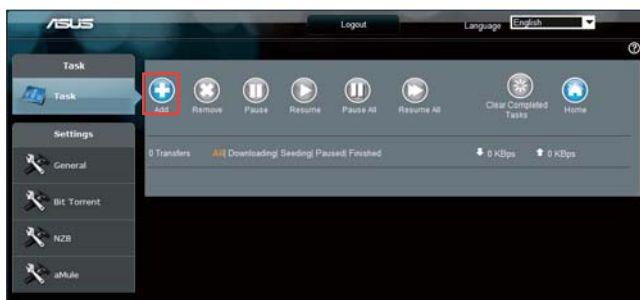 ASUS
Logout
Language English
Task
Task
Add Remove Pause Resume Pause All Resume All Clear Completed Tasks Home
0 Transfers All| Downloading| Seeding| Paused| Finished 0 KBps 0 KBps
Settings
General
Bit Torrent
NZB
aMule